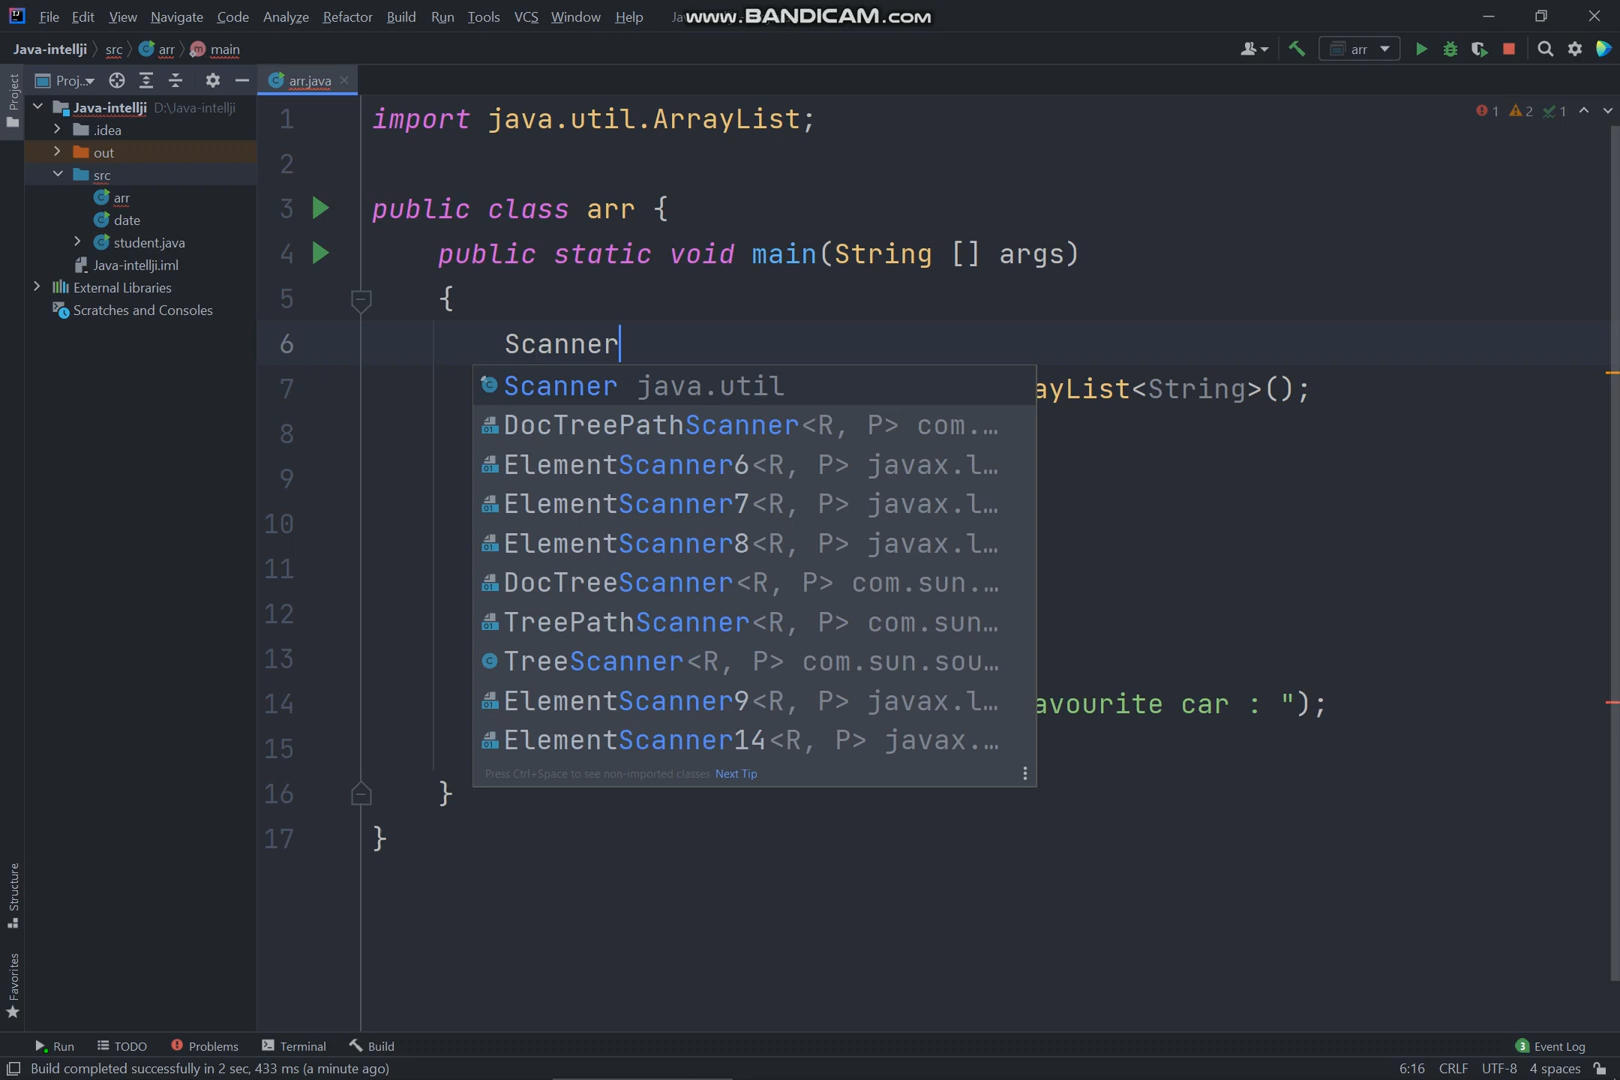 File Edit View Navigate Code Analyze Refactor Build Run Tools VCS Window Help www.BANDICAM.com
Java-intellji src arr main arr
Project Proj... arr.java
Java-intellji D:\Java-intellji
.idea
out
src
arr
date
student.java
Java-intellji.iml
External Libraries
Scratches and Consoles
1 import java.util.ArrayList; 1 2 1
2
3 public class arr {
4 public static void main(String [] args)
5 {
6 Scanner
7 ayList<String>();
8
9
10
11
12
13
14 avourite car : ");
15
16 }
17 }
Scanner java.util
DocTreePathScanner<R, P> com.…
ElementScanner6<R, P> javax.l…
ElementScanner7<R, P> javax.l…
ElementScanner8<R, P> javax.l…
DocTreeScanner<R, P> com.sun.…
TreePathScanner<R, P> com.sun…
TreeScanner<R, P> com.sun.sou…
ElementScanner9<R, P> javax.l…
ElementScanner14<R, P> javax.…
Press Ctrl+Space to see non-imported classes Next Tip
Structure
Favorites
Run TODO Problems Terminal Build 3 Event Log
Build completed successfully in 2 sec, 433 ms (a minute ago) 6:16 CRLF UTF-8 4 spaces